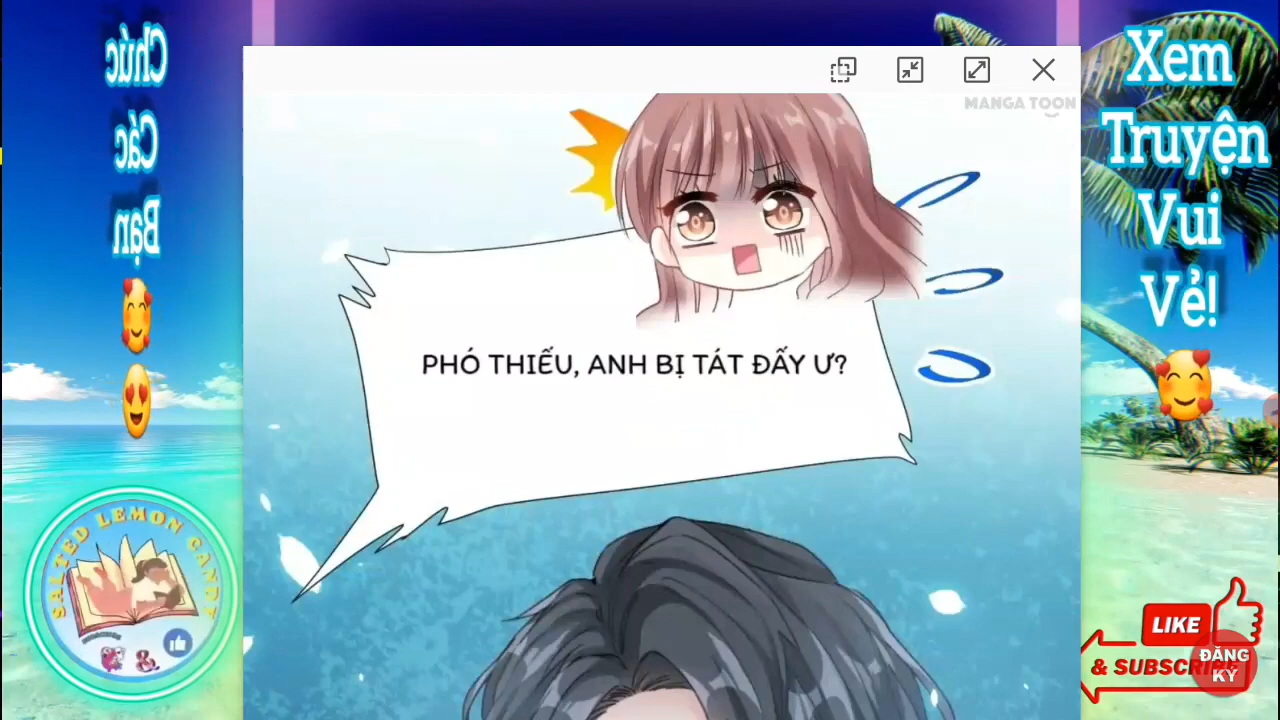 Chúc
Các
Bạn
Xem
Truyện
Vui
Vẻ!
MANGA TOON
PHÓ THIẾU, ANH BỊ TÁT ĐẤY Ư?
SALTED LEMON CANDY
LIKE
& SUBSCRIBE
ĐĂNG
KÝ